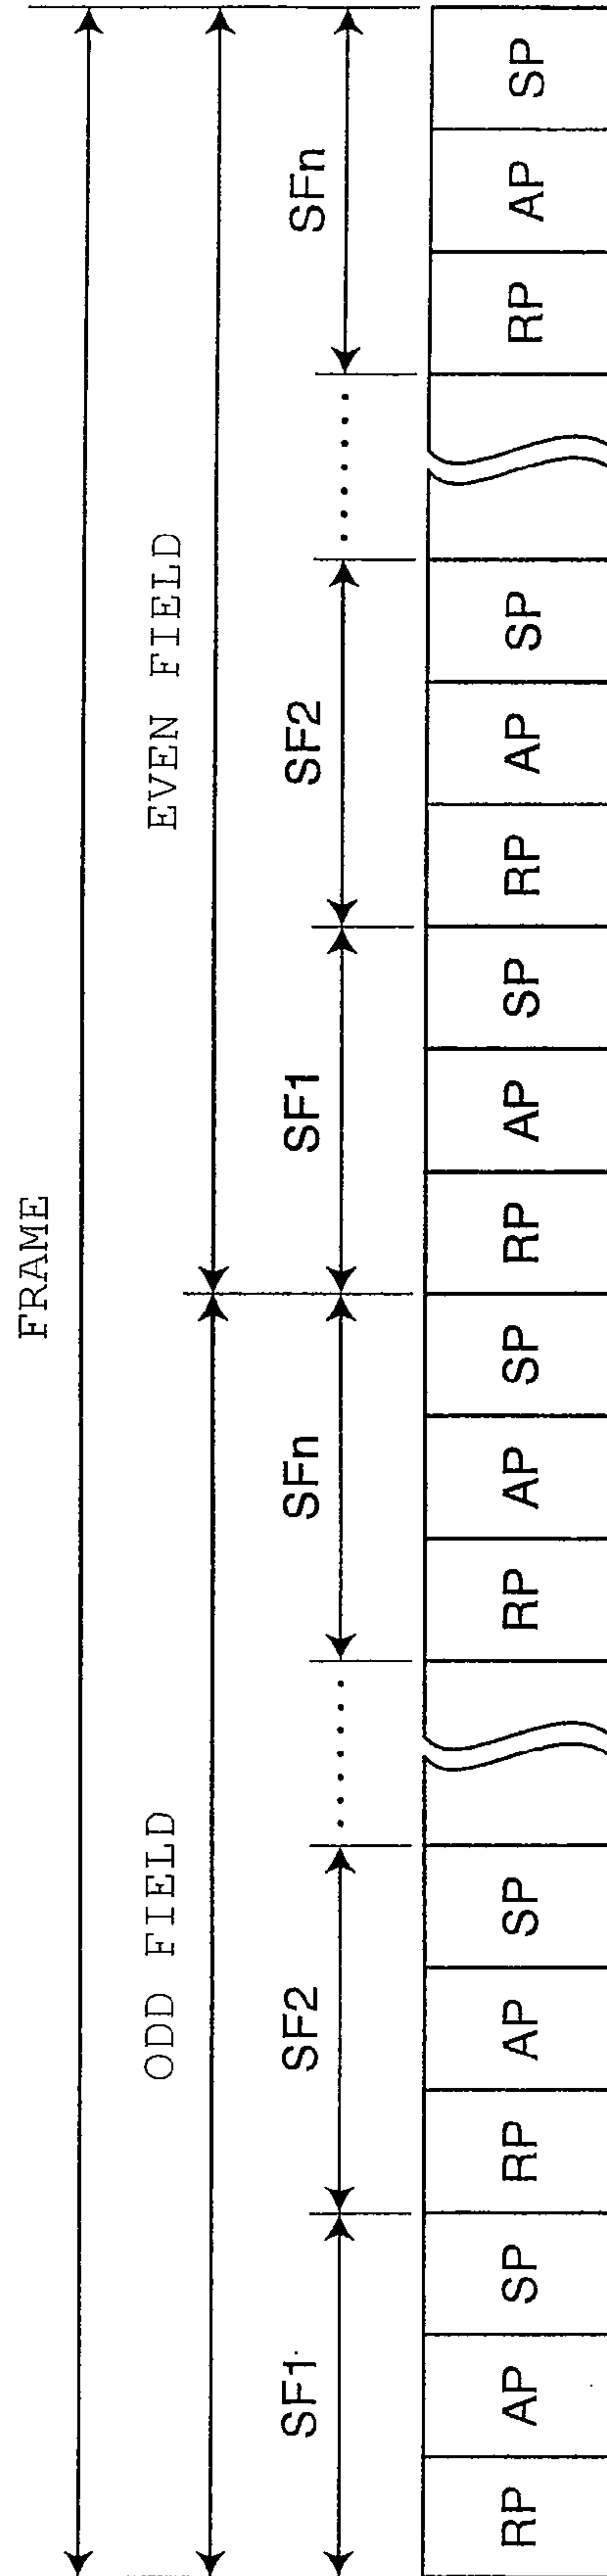 FRAME
ODD FIELD EVEN FIELD
SF1 SF2 ...... SFn SF1 SF2 ...... SFn
RP AP SP RP AP SP RP AP SP RP AP SP RP AP SP RP AP SP